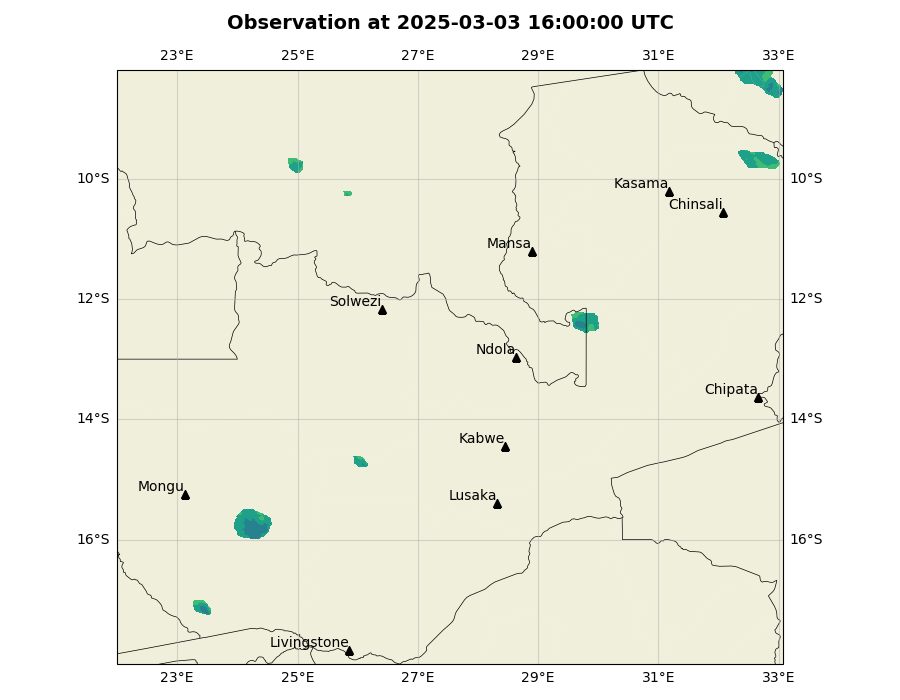 Observation at 2025-03-03 16:00:00 UTC
23°E 25°E 27°E 29°E 31°E 33°E
10°S 10°S
Kasama
Chinsali
Mansa
12°S 12°S
Solwezi
Ndola
Chipata
14°S 14°S
Kabwe
Mongu
Lusaka
16°S 16°S
Livingstone
23°E 25°E 27°E 29°E 31°E 33°E